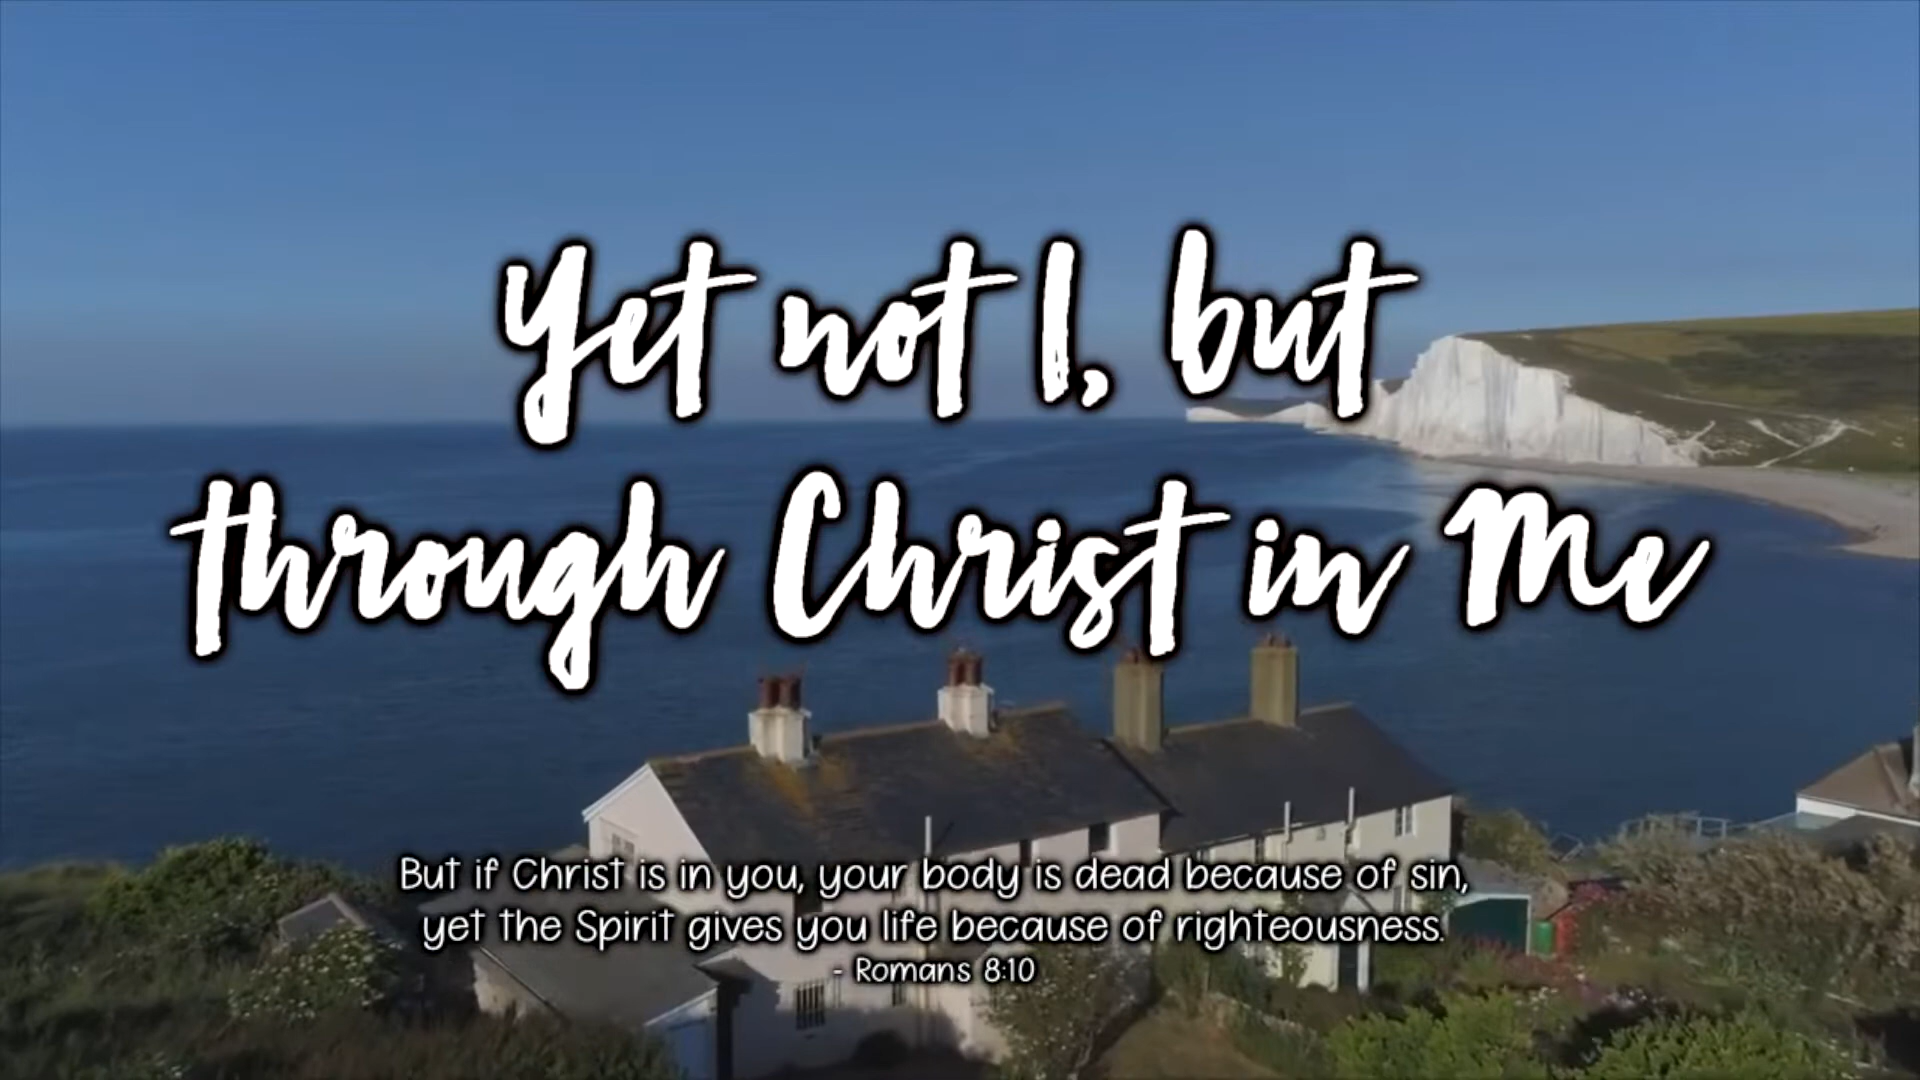 Yet not I, but
through Christ in Me
But if Christ is in you, your body is dead because of sin,
yet the Spirit gives you life because of righteousness.
- Romans 8:10